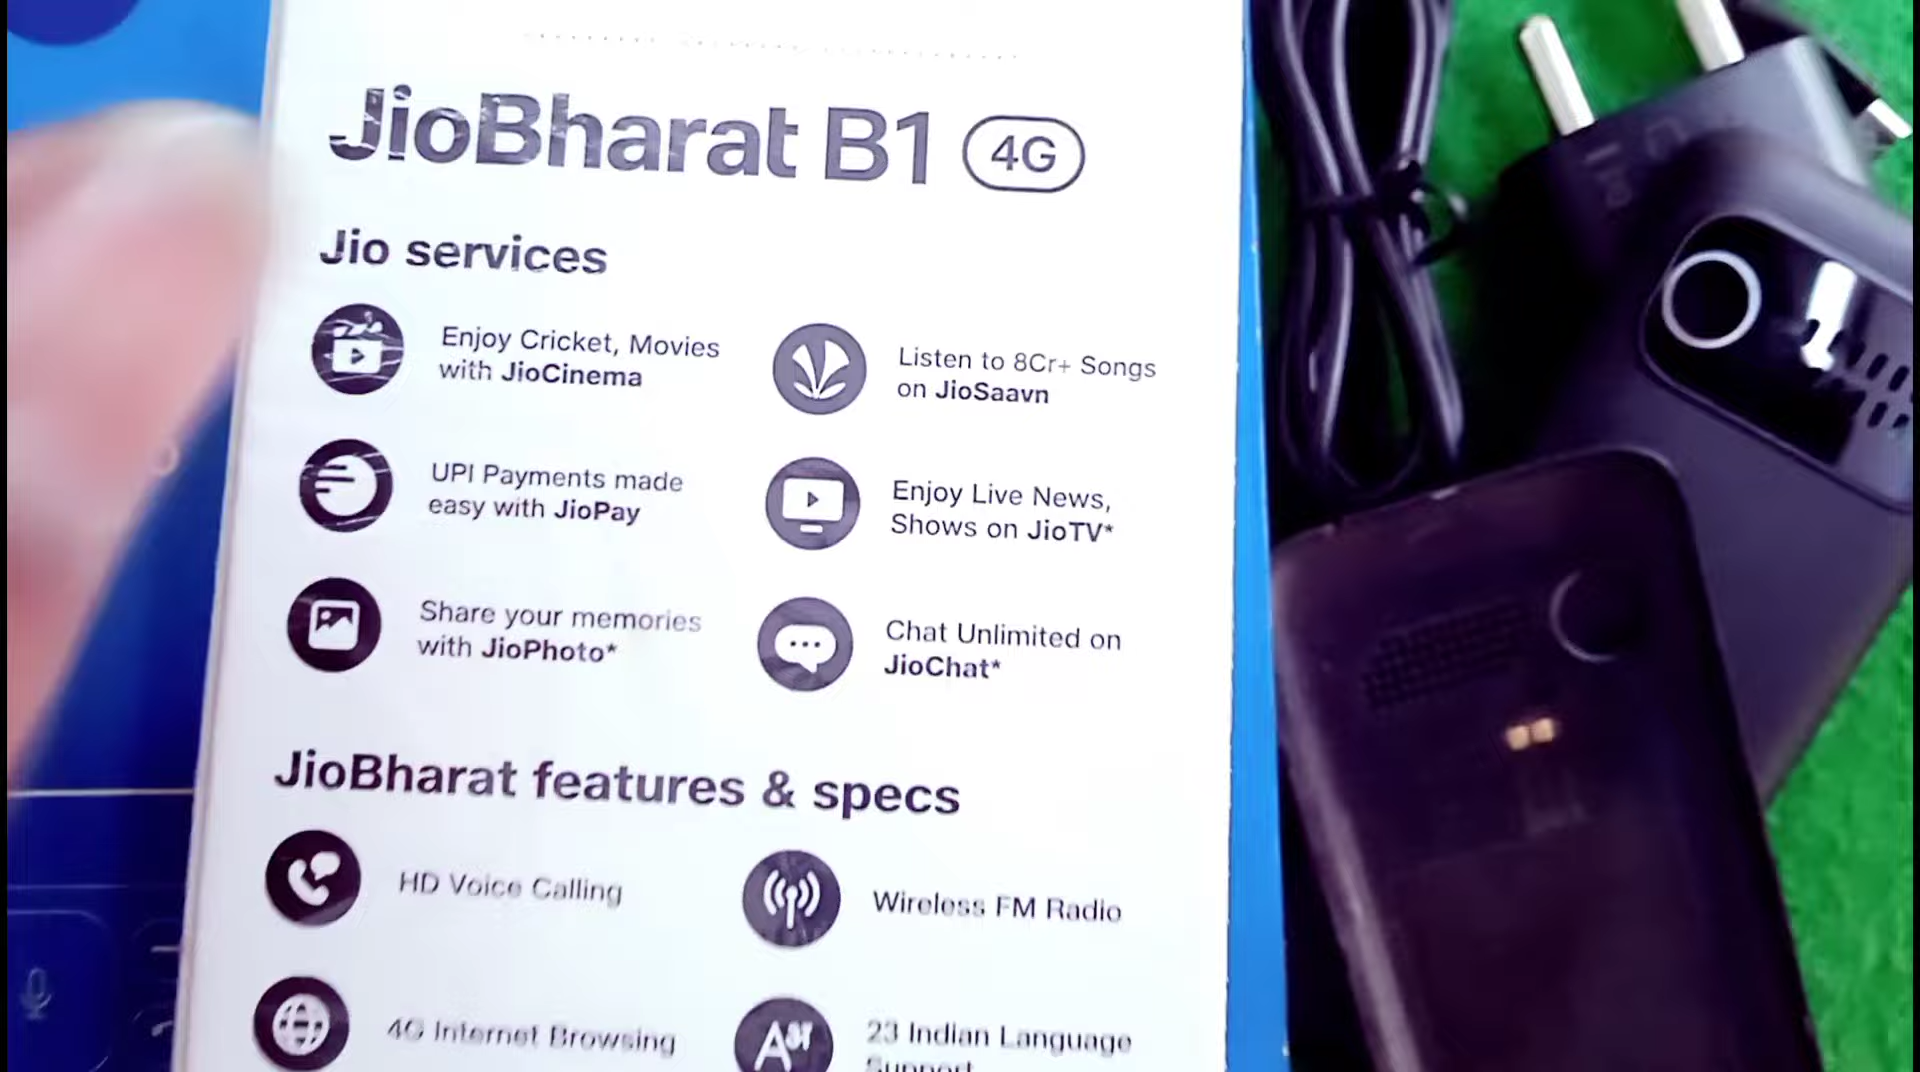 JioBharat B1 4G
Jio services
Enjoy Cricket, Movies
with JioCinema
Listen to 8Cr+ Songs
on JioSaavn
UPI Payments made
easy with JioPay
Enjoy Live News,
Shows on JioTV*
Share your memories
with JioPhoto*
Chat Unlimited on
JioChat*
JioBharat features & specs
HD Voice Calling
Wireless FM Radio
4G Internet Browsing
23 Indian Language
Support